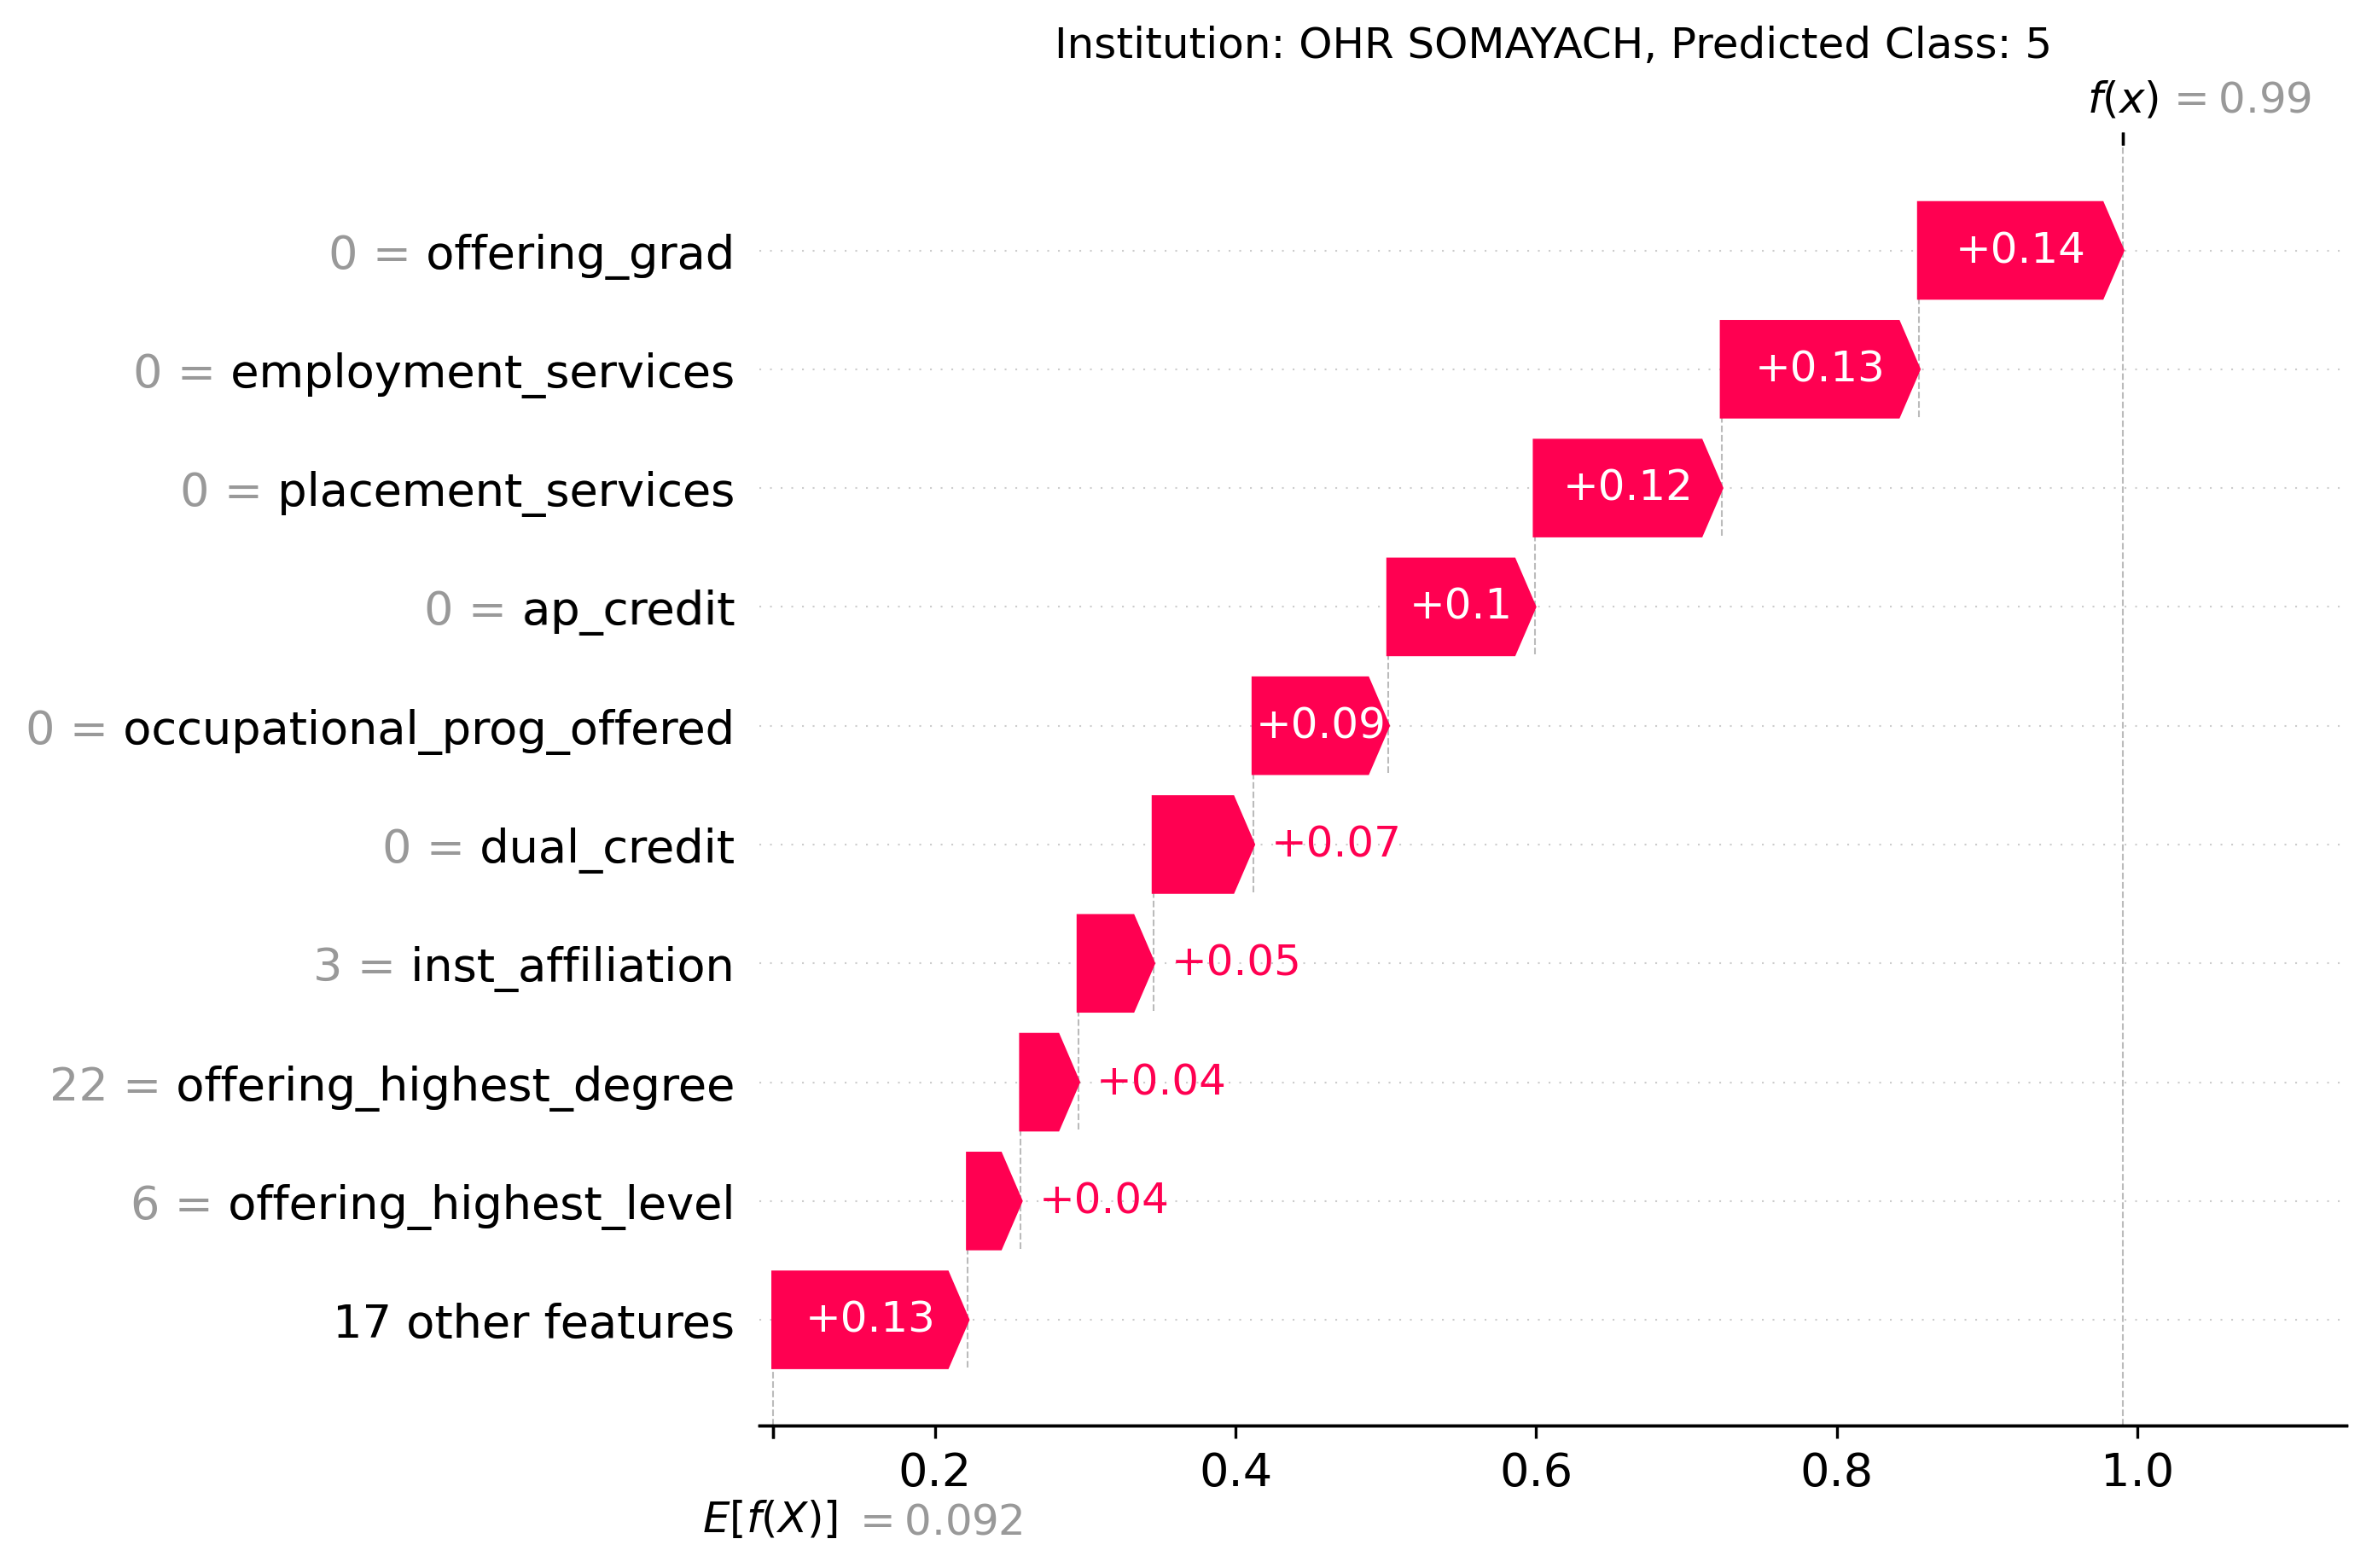 Institution: OHR SOMAYACH, Predicted Class: 5
f(x) = 0.99
0 = offering_grad +0.14
0 = employment_services +0.13
0 = placement_services +0.12
0 = ap_credit +0.1
0 = occupational_prog_offered +0.09
0 = dual_credit +0.07
3 = inst_affiliation +0.05
22 = offering_highest_degree +0.04
6 = offering_highest_level +0.04
17 other features +0.13
0.2 0.4 0.6 0.8 1.0
E[f(X)] = 0.092